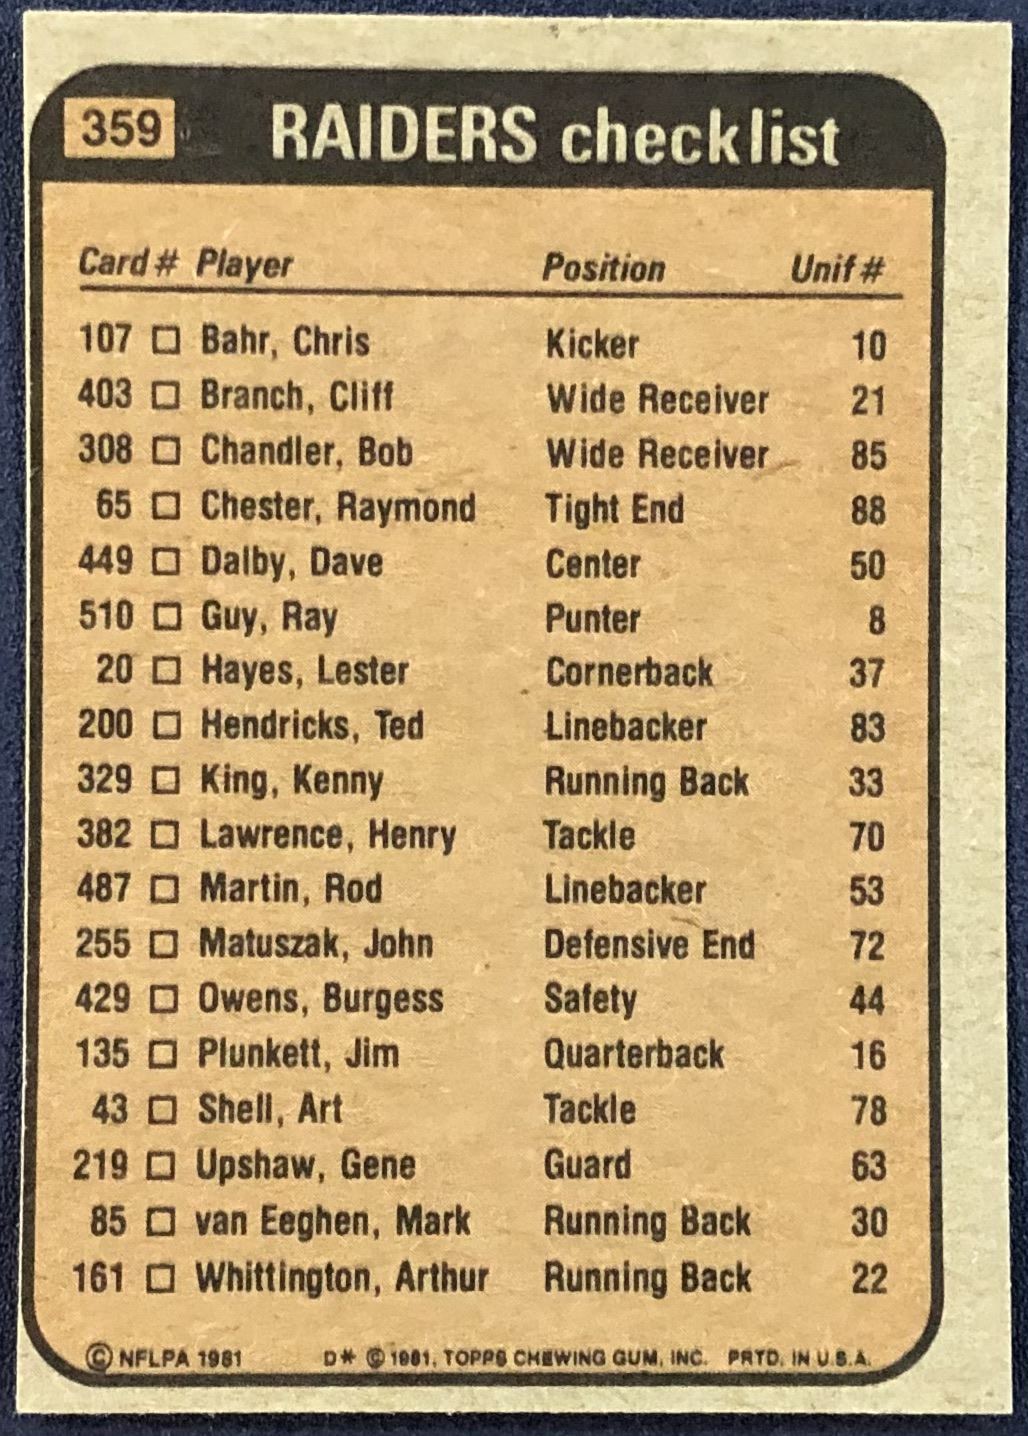 359 RAIDERS checklist
Card # Player Position Unif #
107 □ Bahr, Chris Kicker 10
403 □ Branch, Cliff Wide Receiver 21
308 □ Chandler, Bob Wide Receiver 85
65 □ Chester, Raymond Tight End 88
449 □ Dalby, Dave Center 50
510 □ Guy, Ray Punter 8
20 □ Hayes, Lester Cornerback 37
200 □ Hendricks, Ted Linebacker 83
329 □ King, Kenny Running Back 33
382 □ Lawrence, Henry Tackle 70
487 □ Martin, Rod Linebacker 53
255 □ Matuszak, John Defensive End 72
429 □ Owens, Burgess Safety 44
135 □ Plunkett, Jim Quarterback 16
43 □ Shell, Art Tackle 78
219 □ Upshaw, Gene Guard 63
85 □ van Eeghen, Mark Running Back 30
161 □ Whittington, Arthur Running Back 22
© NFLPA 1981 D* © 1981, TOPPS CHEWING GUM, INC. PRTD. IN U.S.A.